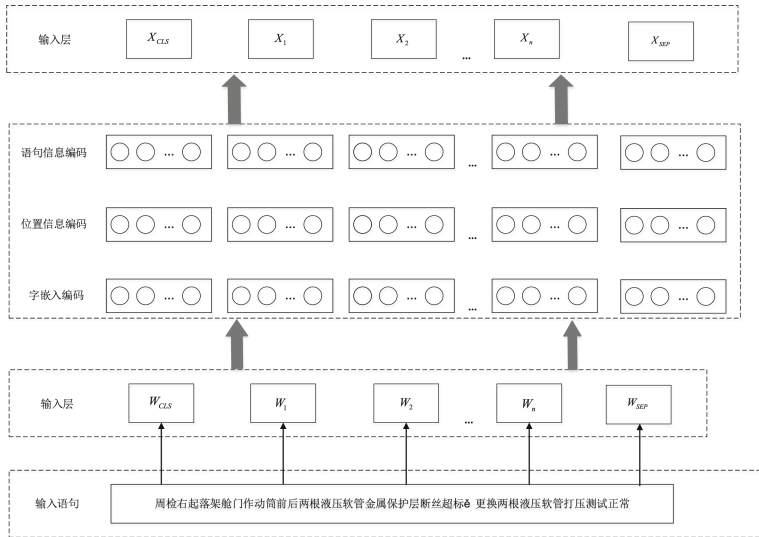 输入层 X_CLS X_1 X_2 ... X_n X_SEP
语句信息编码 ... ... ... ... ... ...
位置信息编码 ... ... ... ... ... ...
字嵌入编码 ... ... ... ... ... ...
输入层 W_CLS W_1 W_2 ... W_n W_SEP
输入语句 周检右起落架舱门作动筒前后两根液压软管金属保护层断丝超标ě 更换两根液压软管打压测试正常